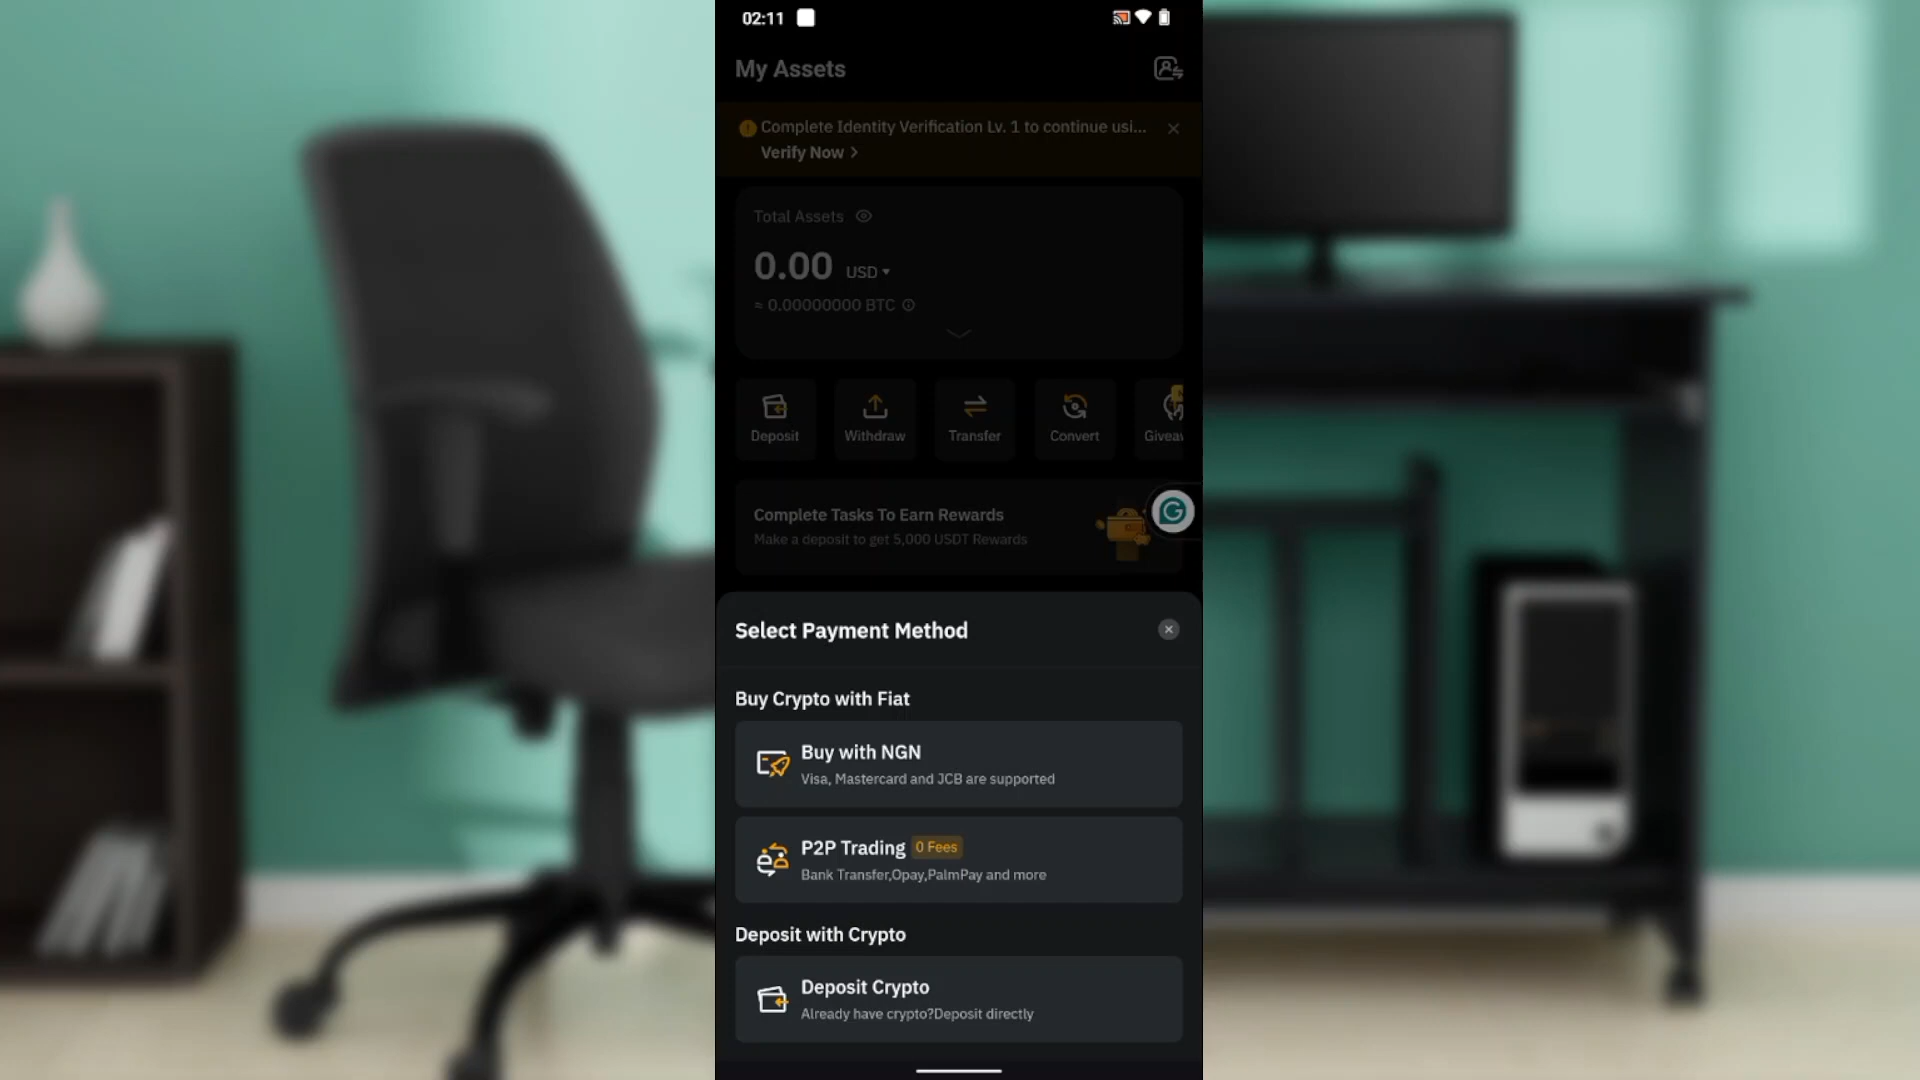 02:11
My Assets
Complete Identity Verification Lv. 1 to continue usi...
Verify Now >
Total Assets
0.00 USD
≈ 0.00000000 BTC
Deposit
Withdraw
Transfer
Convert
Giveaw
Complete Tasks To Earn Rewards
Make a deposit to get 5,000 USDT Rewards
Select Payment Method
Buy Crypto with Fiat
Buy with NGN
Visa, Mastercard and JCB are supported
P2P Trading 0 Fees
Bank Transfer,Opay,PalmPay and more
Deposit with Crypto
Deposit Crypto
Already have crypto?Deposit directly